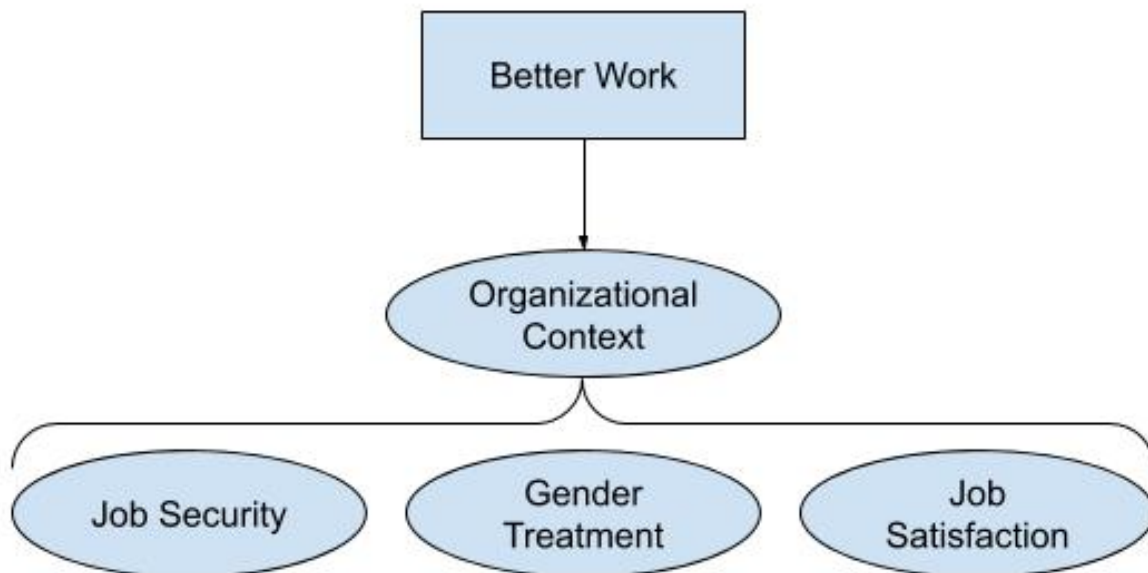 Better Work
Organizational
Context
Job Security
Gender
Treatment
Job
Satisfaction